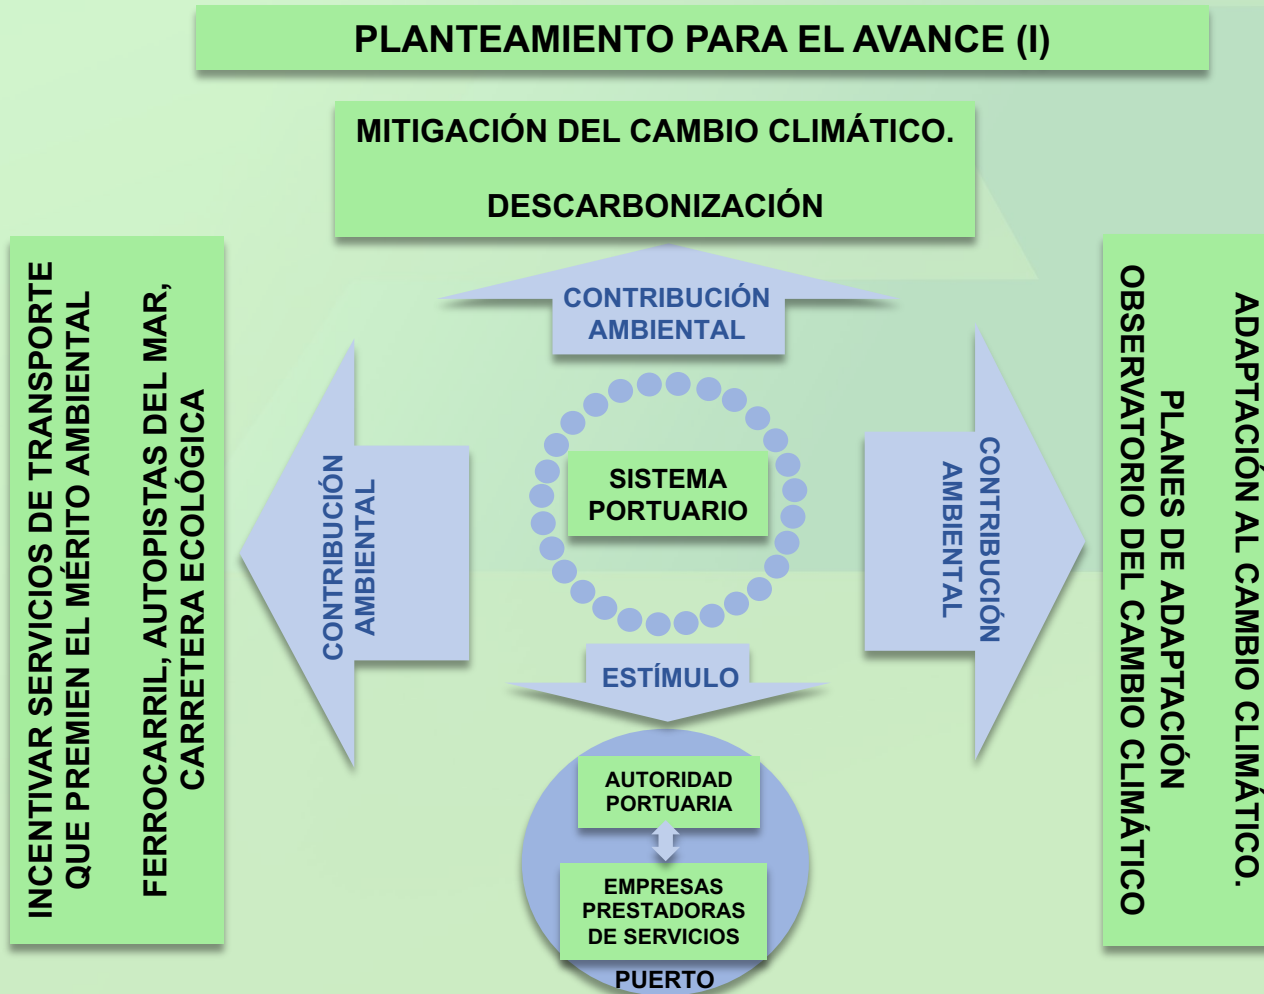 PLANTEAMIENTO PARA EL AVANCE (I)
MITIGACIÓN DEL CAMBIO CLIMÁTICO.
DESCARBONIZACIÓN
INCENTIVAR SERVICIOS DE TRANSPORTE
QUE PREMIEN EL MÉRITO AMBIENTAL
FERROCARRIL, AUTOPISTAS DEL MAR,
CARRETERA ECOLÓGICA
CONTRIBUCIÓN
AMBIENTAL
CONTRIBUCIÓN
AMBIENTAL
SISTEMA
PORTUARIO
CONTRIBUCIÓN
AMBIENTAL
ADAPTACIÓN AL CAMBIO CLIMÁTICO.
PLANES DE ADAPTACIÓN
OBSERVATORIO DEL CAMBIO CLIMÁTICO
ESTÍMULO
AUTORIDAD
PORTUARIA
EMPRESAS
PRESTADORAS
DE SERVICIOS
PUERTO